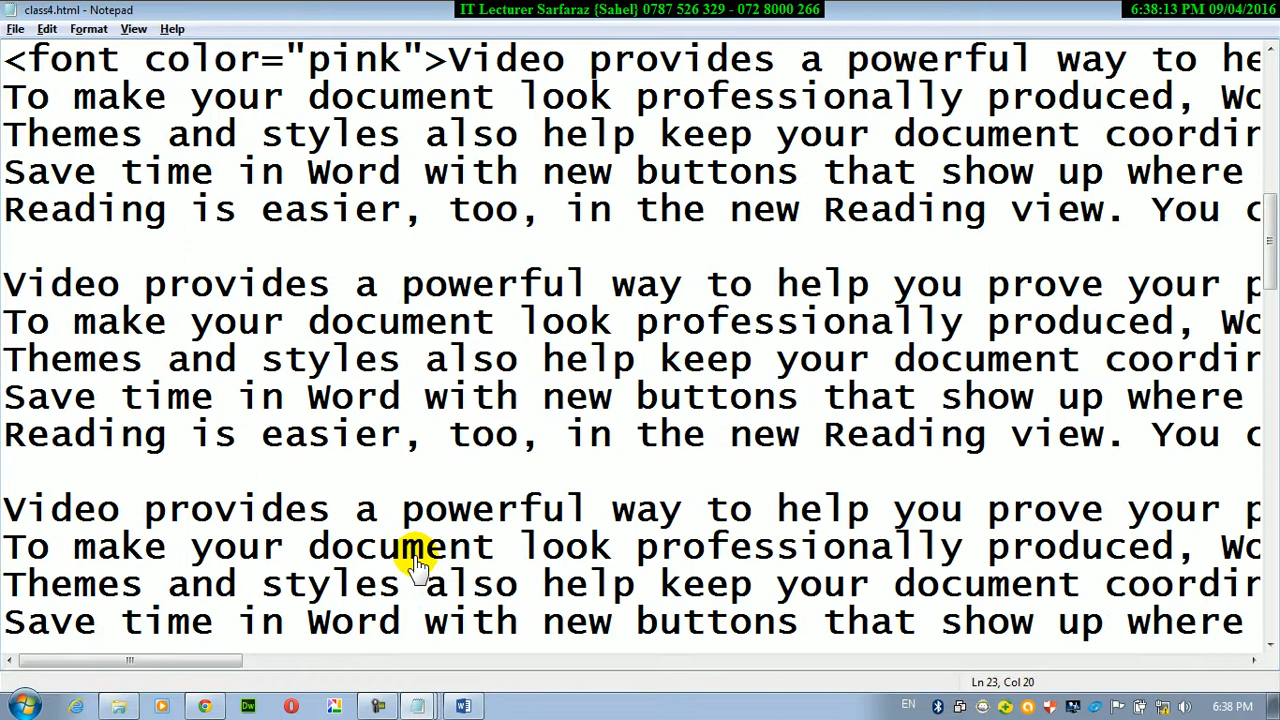 class4.html - Notepad
IT Lecturer Sarfaraz {Sahel} 0787 526 329 - 072 8000 266
6:38:13 PM 09/04/2016
File Edit Format View Help
<font color="pink">Video provides a powerful way to he
To make your document look professionally produced, Wo
Themes and styles also help keep your document coordin
Save time in Word with new buttons that show up where
Reading is easier, too, in the new Reading view. You c
Video provides a powerful way to help you prove your p
To make your document look professionally produced, Wo
Themes and styles also help keep your document coordin
Save time in Word with new buttons that show up where
Reading is easier, too, in the new Reading view. You c
Video provides a powerful way to help you prove your p
To make your document look professionally produced, Wo
Themes and styles also help keep your document coordin
Save time in Word with new buttons that show up where
Ln 23, Col 20
Dw
EN
6:38 PM